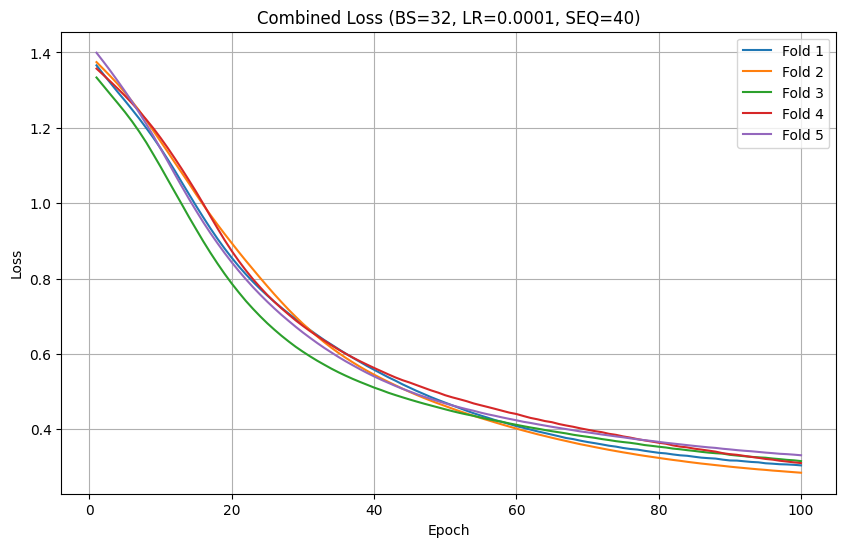 Combined Loss (BS=32, LR=0.0001, SEQ=40)
Fold 1
Fold 2
Fold 3
Fold 4
Fold 5
Loss
1.4
1.2
1.0
0.8
0.6
0.4
0 20 40 60 80 100
Epoch